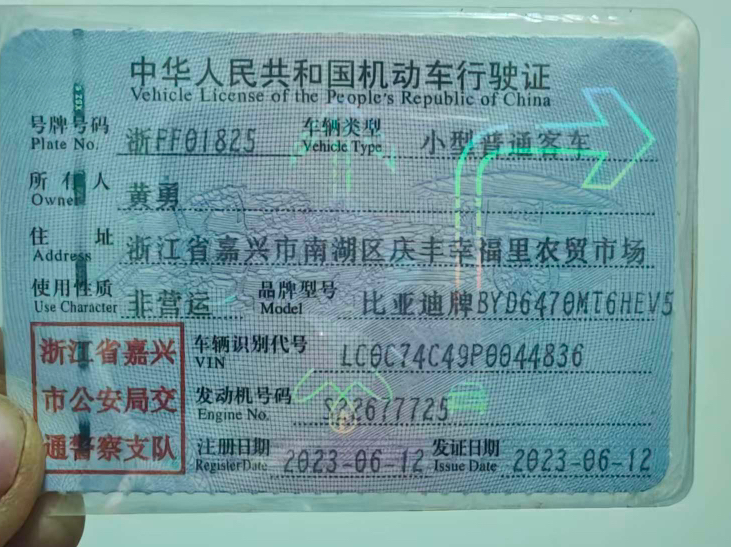 中华人民共和国机动车行驶证
Vehicle License of the People's Republic of China
号牌号码 浙FF01825 车辆类型 小型普通客车
Plate No. Vehicle Type
所有人 黄勇
Owner
住址 浙江省嘉兴市南湖区庆丰幸福里农贸市场
Address
使用性质 非营运 品牌型号 比亚迪牌BYD6470MT6HEV5
Use Character Model
浙江省嘉兴 车辆识别代号 LC0C74C49P0044836
VIN
市公安局交 发动机号码 S22677725
Engine No.
通警察支队 注册日期 2023-06-12 发证日期 2023-06-12
Register Date Issue Date